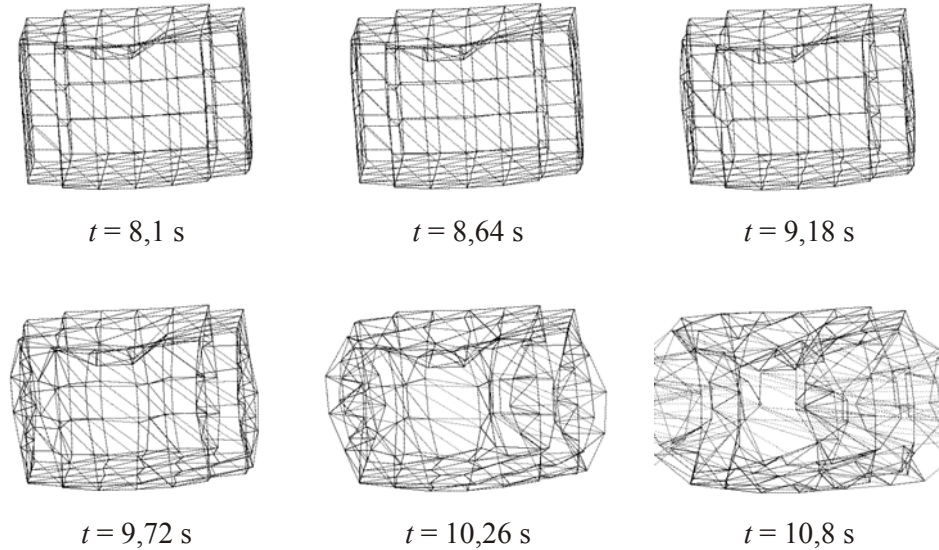 t = 8,1 s
t = 8,64 s
t = 9,18 s
t = 9,72 s
t = 10,26 s
t = 10,8 s